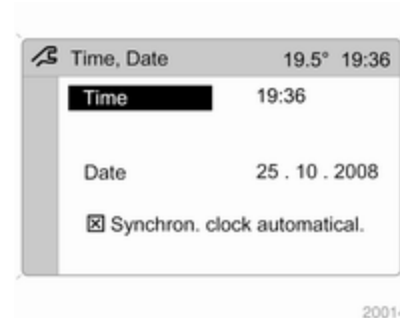 Time, Date 19.5° 19:36
Time 19:36
Date 25 . 10 . 2008
☒ Synchron. clock automatical.